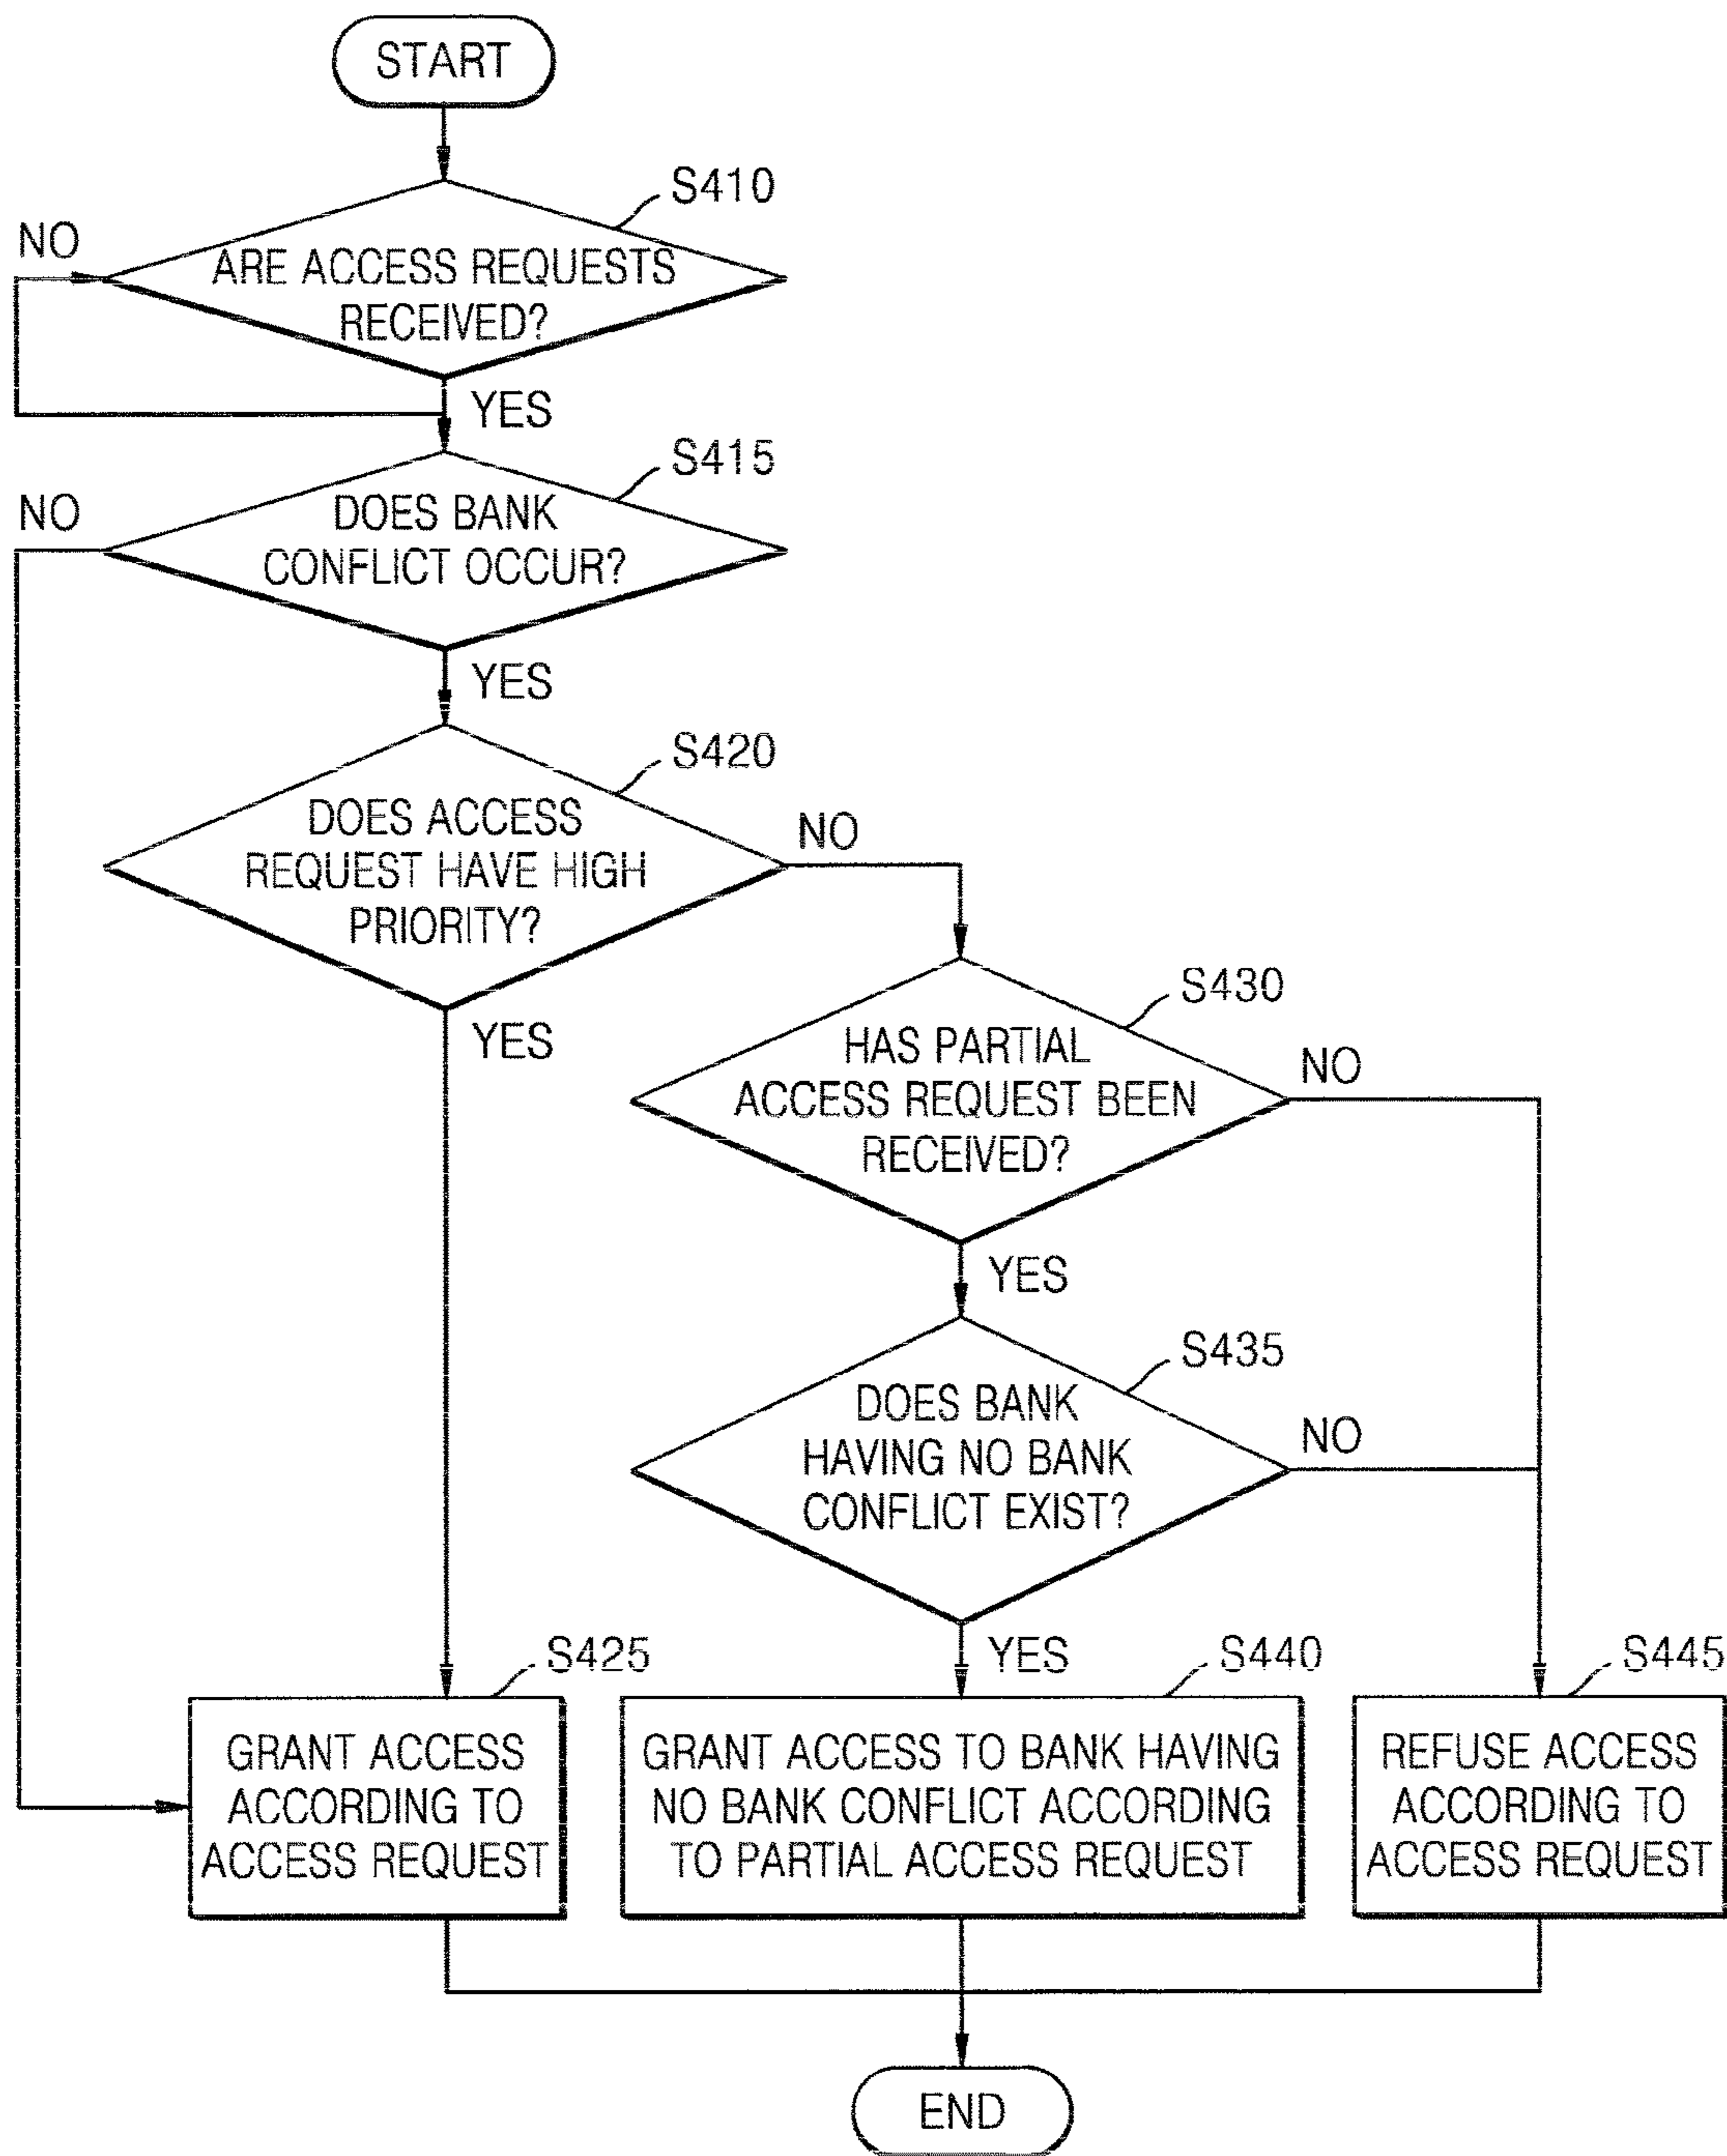 START
S410
NO
ARE ACCESS REQUESTS
RECEIVED?
YES
S415
NO
DOES BANK
CONFLICT OCCUR?
YES
S420
DOES ACCESS
REQUEST HAVE HIGH
PRIORITY?
NO
YES
S430
HAS PARTIAL
ACCESS REQUEST BEEN
RECEIVED?
NO
YES
S435
DOES BANK
HAVING NO BANK
CONFLICT EXIST?
NO
YES
S425
GRANT ACCESS
ACCORDING TO
ACCESS REQUEST
S440
GRANT ACCESS TO BANK HAVING
NO BANK CONFLICT ACCORDING
TO PARTIAL ACCESS REQUEST
S445
REFUSE ACCESS
ACCORDING TO
ACCESS REQUEST
END